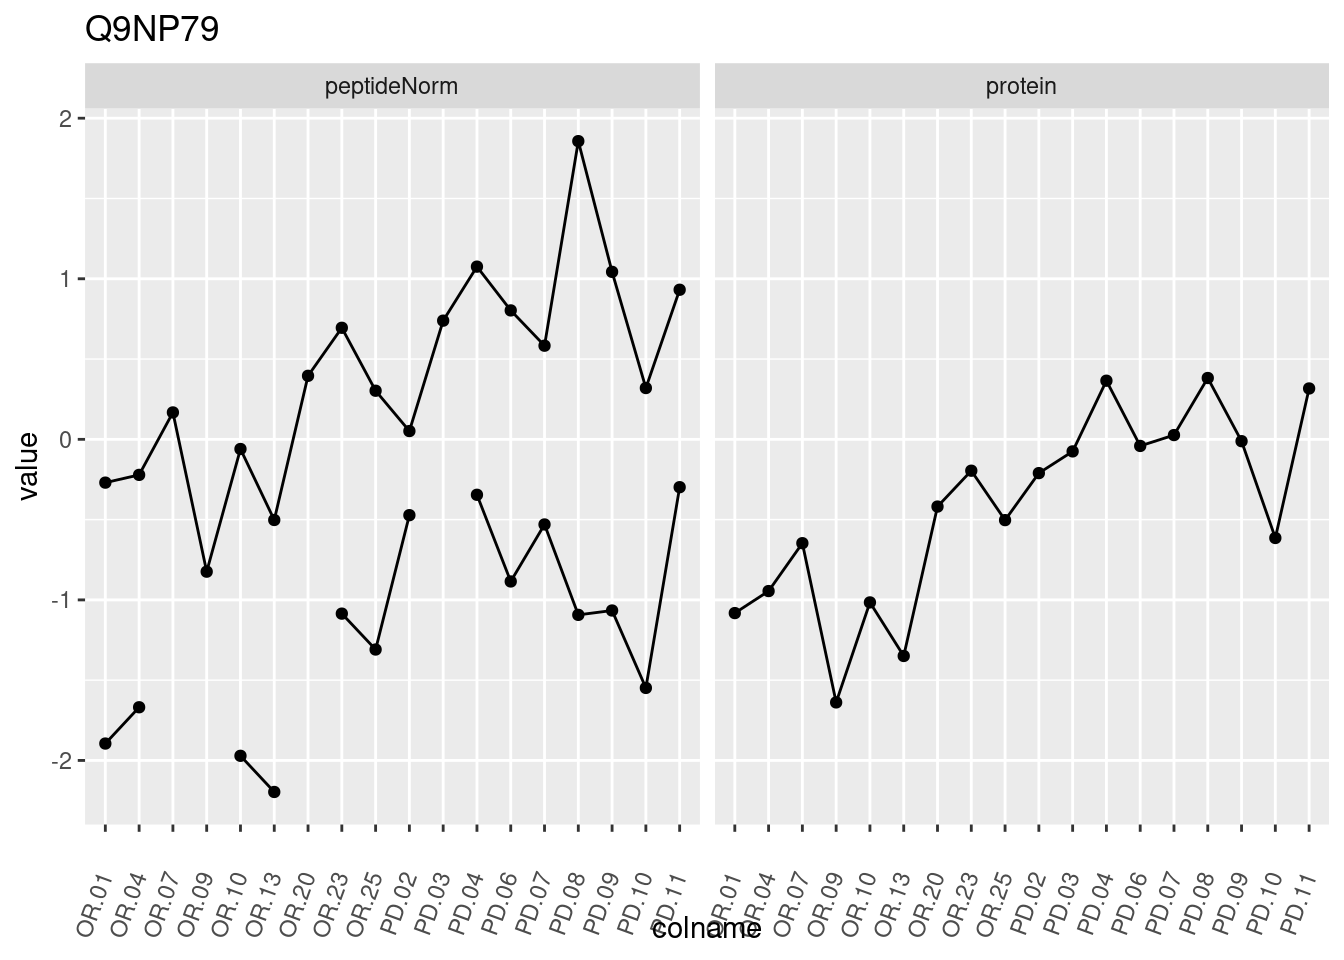 Q9NP79
peptideNorm
protein
value
2
1
0
-1
-2
OR.01 OR.04 OR.07 OR.09 OR.10 OR.13 OR.20 OR.23 OR.25 PD.02 PD.03 PD.04 PD.06 PD.07 PD.08 PD.09 PD.10 PD.11
OR.01 OR.04 OR.07 OR.09 OR.10 OR.13 OR.20 OR.23 OR.25 PD.02 PD.03 PD.04 PD.06 PD.07 PD.08 PD.09 PD.10 PD.11
colname